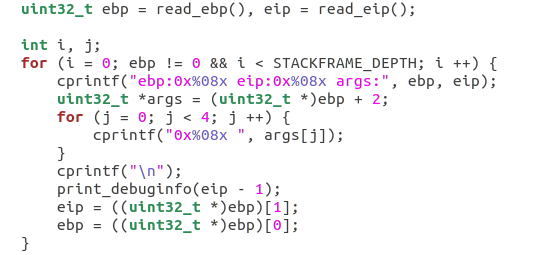 uint32_t ebp = read_ebp(), eip = read_eip();

int i, j;
for (i = 0; ebp != 0 && i < STACKFRAME_DEPTH; i ++) {
    cprintf("ebp:0x%08x eip:0x%08x args:", ebp, eip);
    uint32_t *args = (uint32_t *)ebp + 2;
    for (j = 0; j < 4; j ++) {
        cprintf("0x%08x ", args[j]);
    }
    cprintf("\n");
    print_debuginfo(eip - 1);
    eip = ((uint32_t *)ebp)[1];
    ebp = ((uint32_t *)ebp)[0];
}